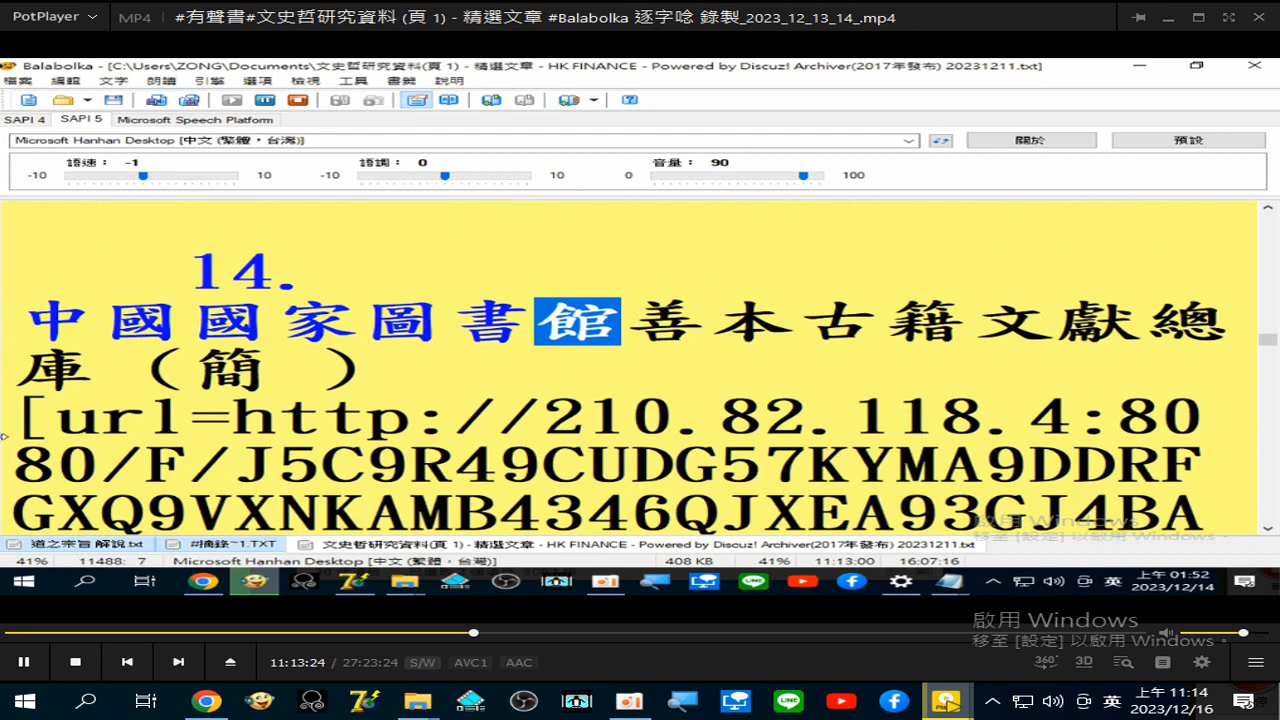 PotPlayer MP4 #有聲書#文史哲研究資料 (頁 1) - 精選文章 #Balabolka 逐字唸 錄製_2023_12_13_14_.mp4
Balabolka - [C:\Users\ZONG\Documents\文史哲研究資料(頁 1) - 精選文章 - HK FINANCE - Powered by Discuz! Archiver(2017年發布) 20231211.txt]
檔案 編輯 文字 朗讀 引擎 選項 檢視 工具 書籤 說明
SAPI 4 SAPI 5 Microsoft Speech Platform
Microsoft Hanhan Desktop [中文 (繁體，台灣)] 關於 預設
語速： -1 語調： 0 音量： 90
-10 10 -10 10 0 100
14.
中國國家圖書館善本古籍文獻總
庫（簡 ）
[url=http://210.82.118.4:80
80/F/J5C9R49CUDG57KYMA9DDRF
GXQ9VXNKAMB4346QJXEA93CJ4BA
啟用 Windows
移至 [設定] 以啟用 Windows。
道之宗旨 解說.txt #摘錄~1.TXT 文史哲研究資料(頁 1) - 精選文章 - HK FINANCE - Powered by Discuz! Archiver(2017年發布) 20231211.txt
41% 11488: 7 Microsoft Hanhan Desktop [中文 (繁體，台灣)] 408 KB 41% 11:13:00 16:07:16
英 上午 01:52
2023/12/14
啟用 Windows
移至 [設定] 以啟用 Windows。
11:13:24 / 27:23:24 S/W AVC1 AAC 360° 3D
英 上午 11:14
2023/12/16